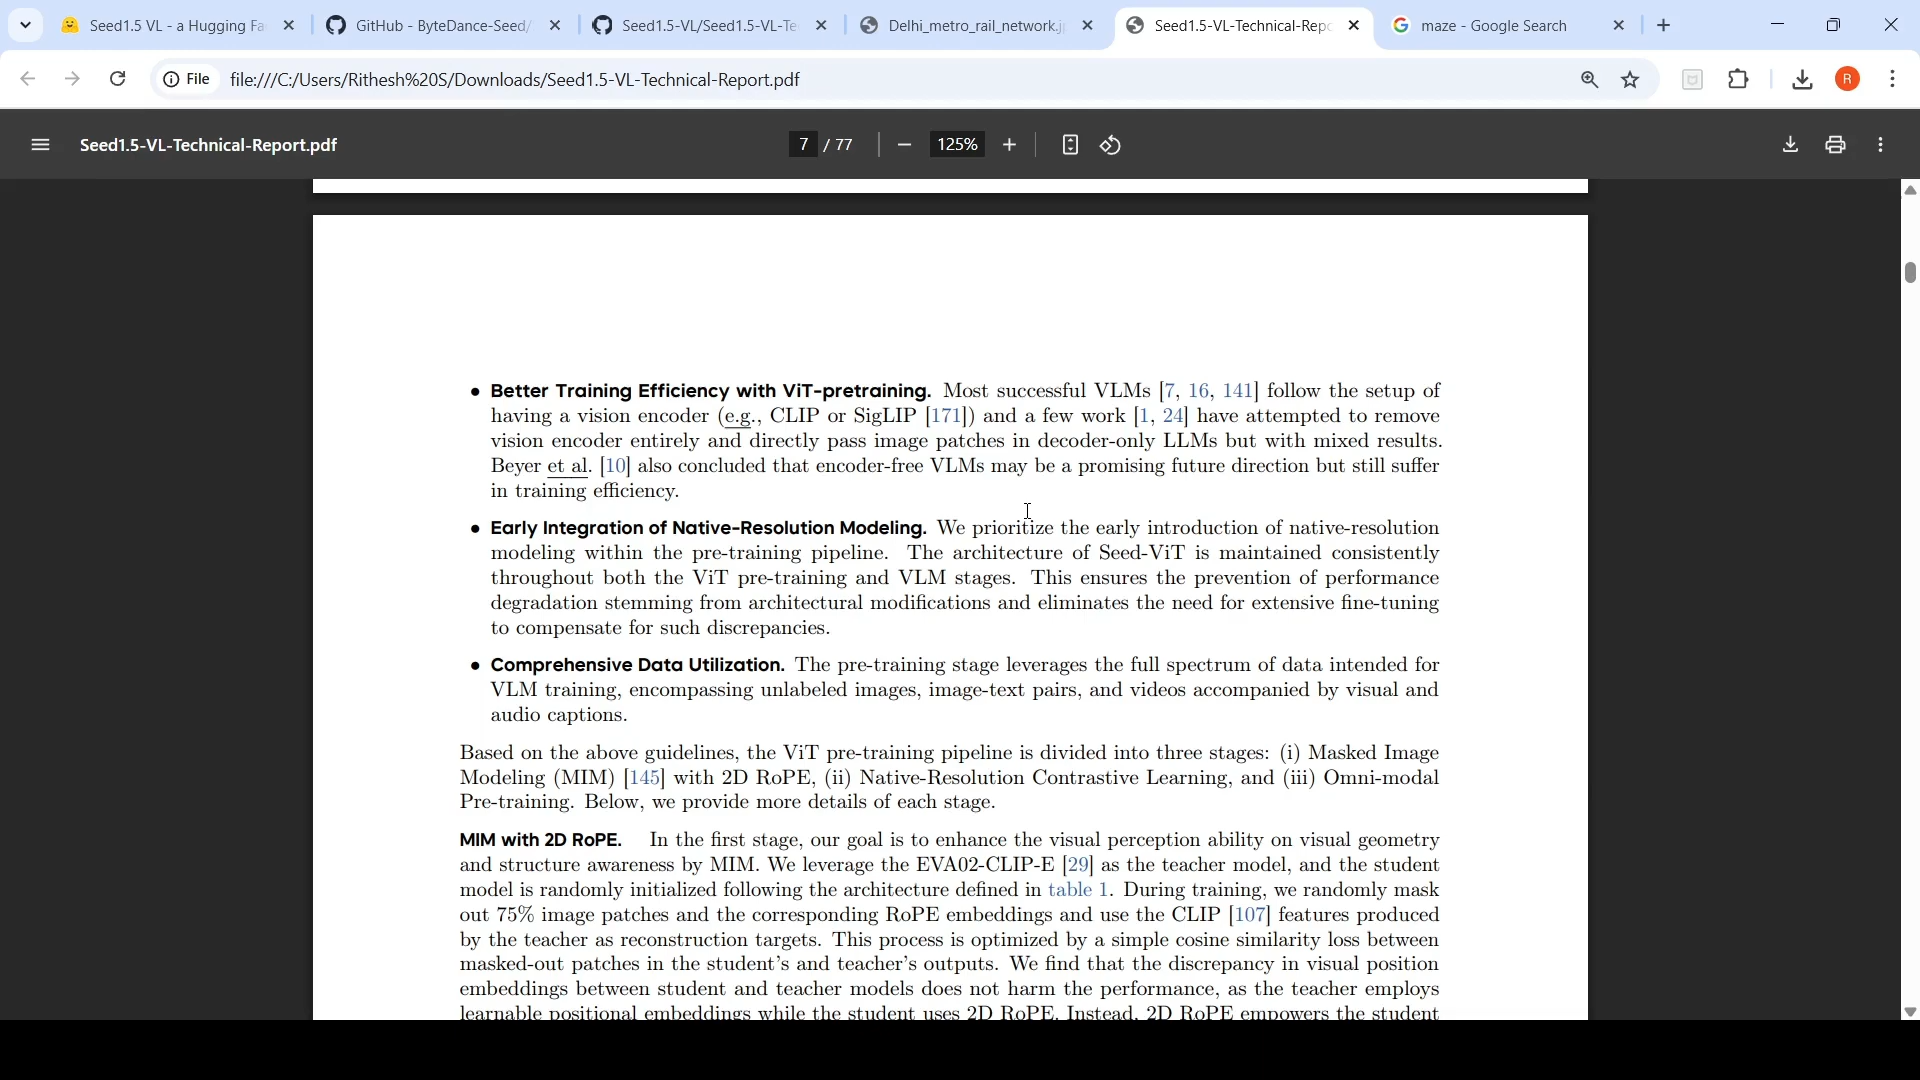 Seed1.5 VL - a Hugging Fa
GitHub - ByteDance-Seed/
Seed1.5-VL/Seed1.5-VL-Te
Delhi_metro_rail_network.j
Seed1.5-VL-Technical-Repo
maze - Google Search
File
file:///C:/Users/Rithesh%20S/Downloads/Seed1.5-VL-Technical-Report.pdf
R
Seed1.5-VL-Technical-Report.pdf
7 / 77
125%
• Better Training Efficiency with ViT-pretraining. Most successful VLMs [7, 16, 141] follow the setup of
having a vision encoder (e.g., CLIP or SigLIP [171]) and a few work [1, 24] have attempted to remove
vision encoder entirely and directly pass image patches in decoder-only LLMs but with mixed results.
Beyer et al. [10] also concluded that encoder-free VLMs may be a promising future direction but still suffer
in training efficiency.
• Early Integration of Native-Resolution Modeling. We prioritize the early introduction of native-resolution
modeling within the pre-training pipeline. The architecture of Seed-ViT is maintained consistently
throughout both the ViT pre-training and VLM stages. This ensures the prevention of performance
degradation stemming from architectural modifications and eliminates the need for extensive fine-tuning
to compensate for such discrepancies.
• Comprehensive Data Utilization. The pre-training stage leverages the full spectrum of data intended for
VLM training, encompassing unlabeled images, image-text pairs, and videos accompanied by visual and
audio captions.
Based on the above guidelines, the ViT pre-training pipeline is divided into three stages: (i) Masked Image
Modeling (MIM) [145] with 2D RoPE, (ii) Native-Resolution Contrastive Learning, and (iii) Omni-modal
Pre-training. Below, we provide more details of each stage.
MIM with 2D RoPE. In the first stage, our goal is to enhance the visual perception ability on visual geometry
and structure awareness by MIM. We leverage the EVA02-CLIP-E [29] as the teacher model, and the student
model is randomly initialized following the architecture defined in table 1. During training, we randomly mask
out 75% image patches and the corresponding RoPE embeddings and use the CLIP [107] features produced
by the teacher as reconstruction targets. This process is optimized by a simple cosine similarity loss between
masked-out patches in the student's and teacher's outputs. We find that the discrepancy in visual position
embeddings between student and teacher models does not harm the performance, as the teacher employs
learnable positional embeddings while the student uses 2D RoPE. Instead, 2D RoPE empowers the student